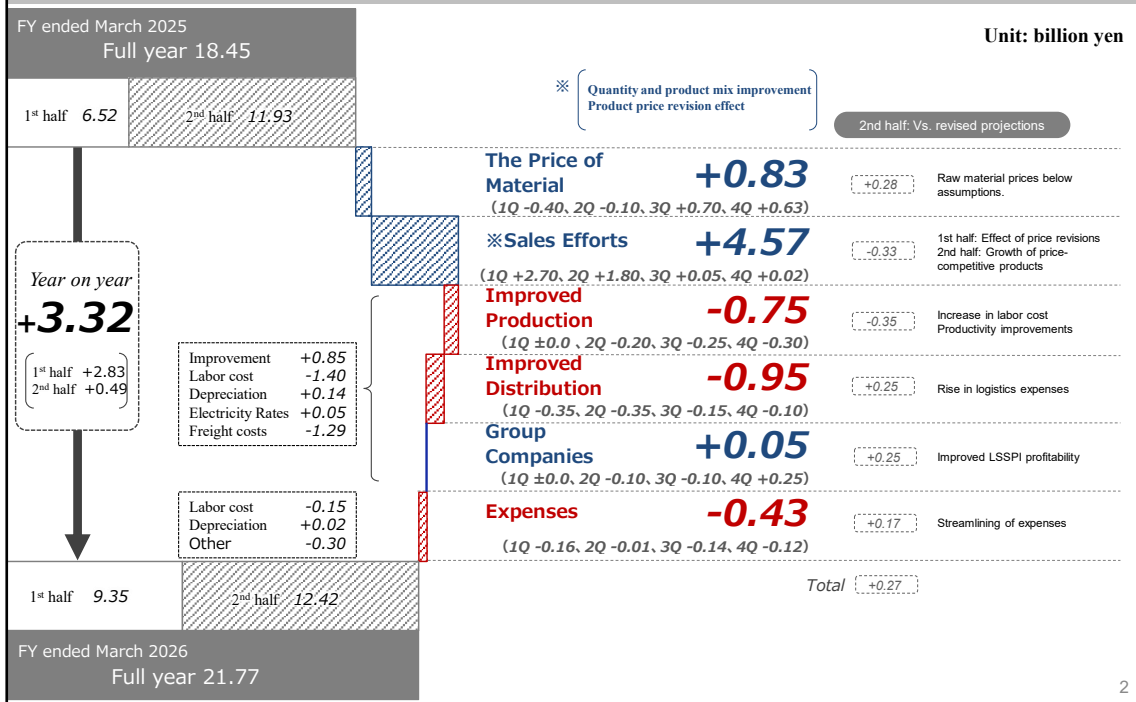 FY ended March 2025
Full year 18.45
Unit: billion yen
1st half 6.52
2nd half 11.93
※
Quantity and product mix improvement
Product price revision effect
2nd half: Vs. revised projections
The Price of
Material
+0.83
(1Q -0.40、2Q -0.10、3Q +0.70、4Q +0.63)
+0.28
Raw material prices below
assumptions.
※Sales Efforts
+4.57
(1Q +2.70、2Q +1.80、3Q +0.05、4Q +0.02)
-0.33
1st half: Effect of price revisions
2nd half: Growth of price-
competitive products
Improved
Production
-0.75
(1Q ±0.0 、2Q -0.20、3Q -0.25、4Q -0.30)
-0.35
Increase in labor cost
Productivity improvements
Improved
Distribution
-0.95
(1Q -0.35、2Q -0.35、3Q -0.15、4Q -0.10)
+0.25
Rise in logistics expenses
Group
Companies
+0.05
(1Q ±0.0、2Q -0.10、3Q -0.10、4Q +0.25)
+0.25
Improved LSSPI profitability
Expenses
-0.43
(1Q -0.16、2Q -0.01、3Q -0.14、4Q -0.12)
+0.17
Streamlining of expenses
Total +0.27
Year on year
+3.32
1st half +2.83
2nd half +0.49
Improvement +0.85
Labor cost -1.40
Depreciation +0.14
Electricity Rates +0.05
Freight costs -1.29
Labor cost -0.15
Depreciation +0.02
Other -0.30
1st half 9.35
2nd half 12.42
FY ended March 2026
Full year 21.77
2